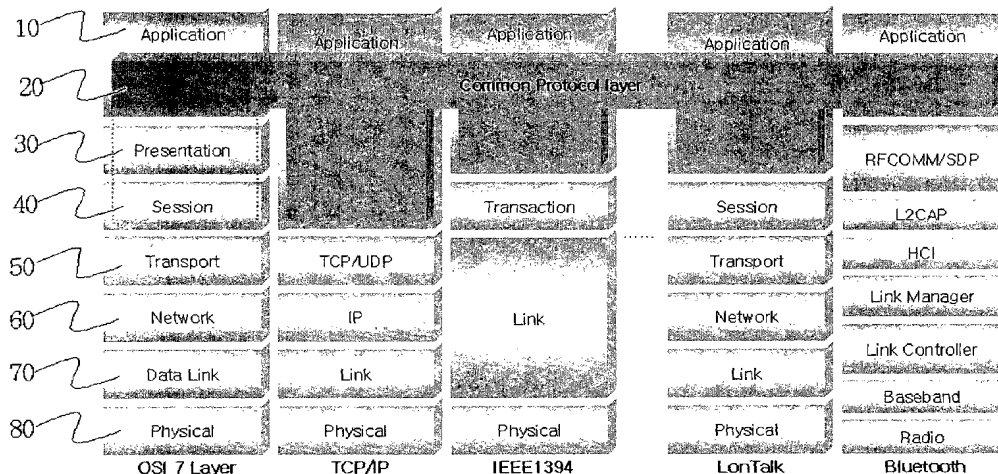 10 Application Application Application Application Application
20 Common Protocol layer
30 Presentation RFCOMM/SDP
40 Session Transaction Session L2CAP
50 Transport TCP/UDP Transport HCI
60 Network IP Link Network Link Manager
70 Data Link Link Link Link Controller
Baseband
80 Physical Physical Physical Physical Radio
OSI 7 Layer TCP/IP IEEE1394 LonTalk Bluetooth